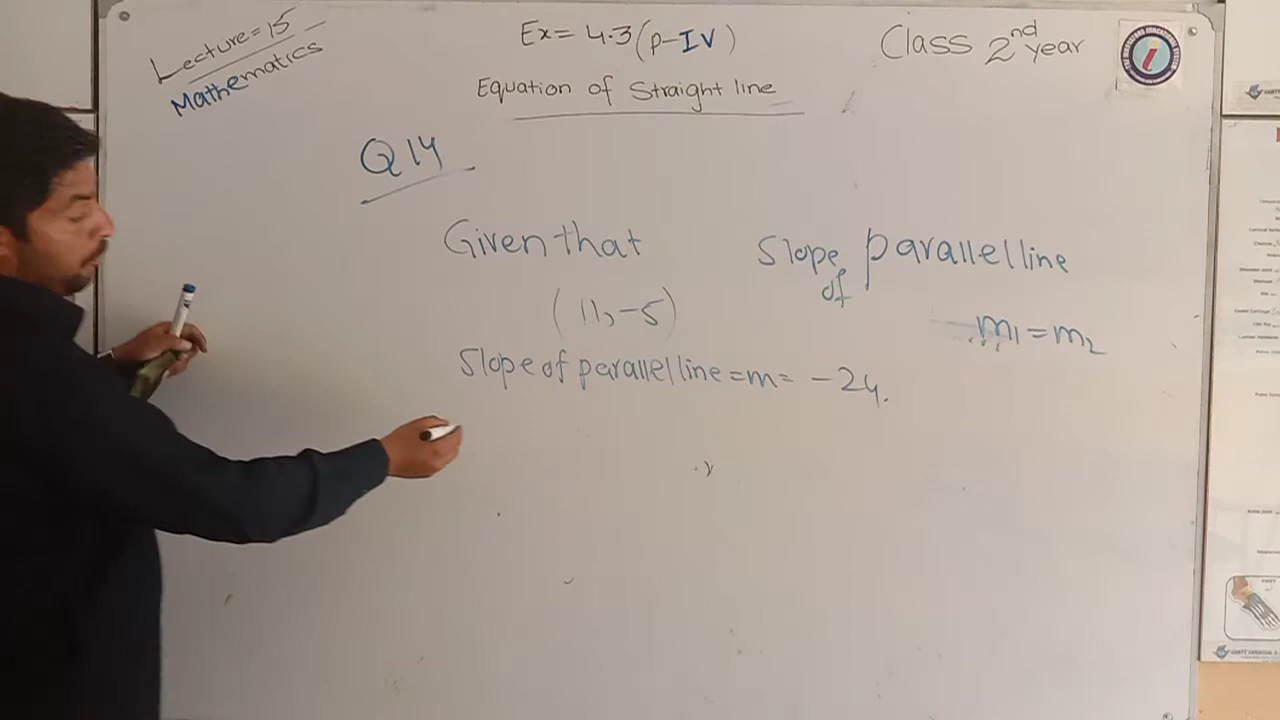 Lecture=15
Mathematics
Ex= 4.3(P-IV)
Class 2nd year
Equation of Straight line
Q14
Given that
(11,-5)
Slope of parallel line =m= -24.
Slope of parallel line
m1=m2